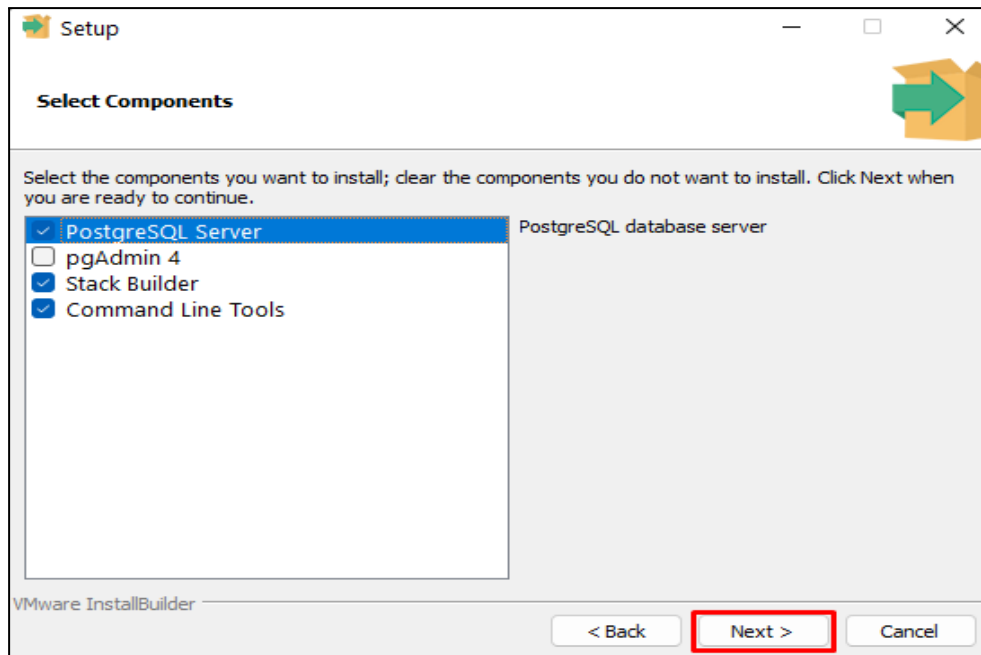 Setup
Select Components
Select the components you want to install; clear the components you do not want to install. Click Next when
you are ready to continue.
PostgreSQL Server
pgAdmin 4
Stack Builder
Command Line Tools
PostgreSQL database server
VMware InstallBuilder
< Back
Next >
Cancel